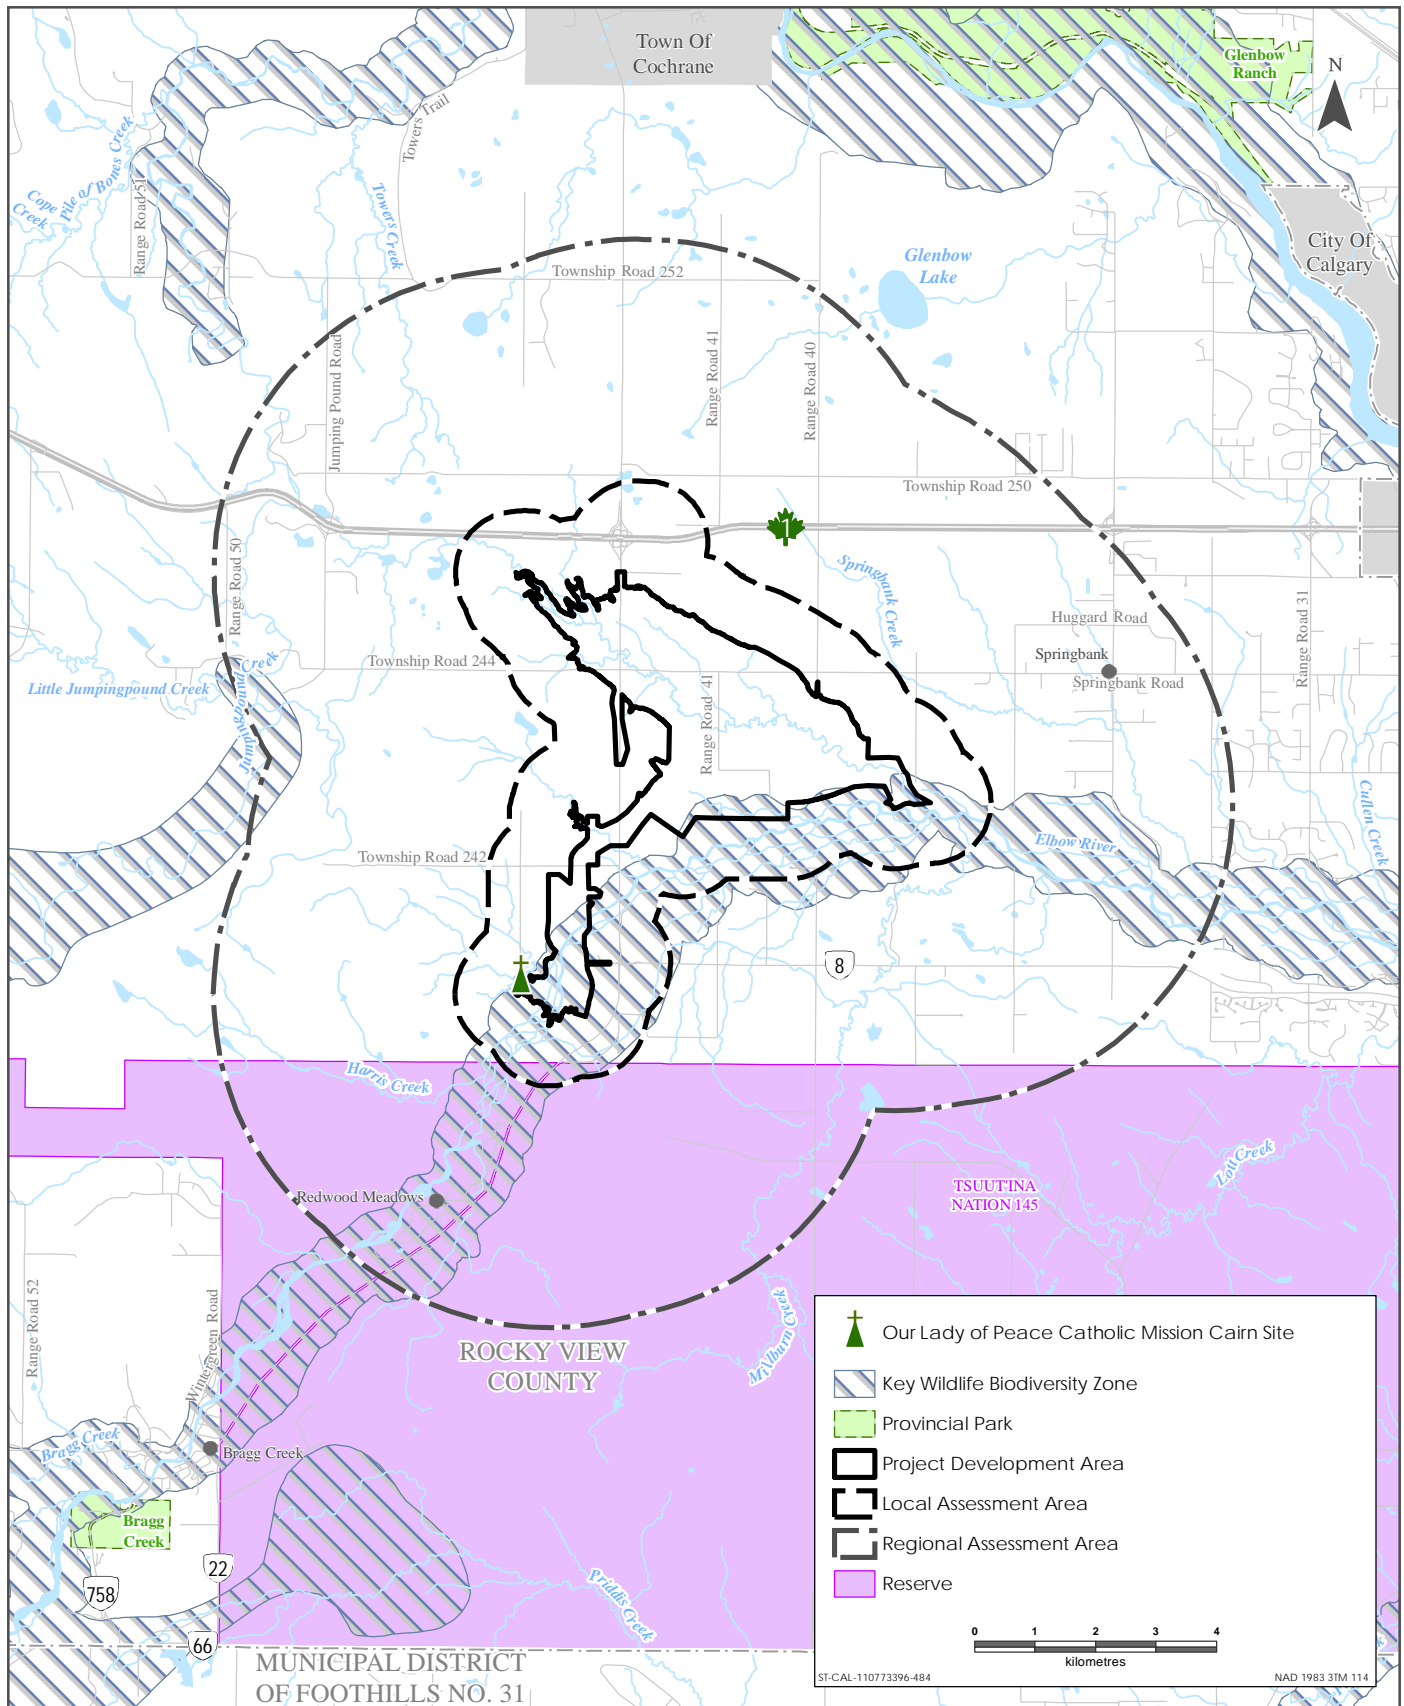 Town Of
Cochrane
Glenbow
Ranch
N
Towers Trail
Pile of Bones Creek
Cope
Creek
Range Road 51
Towers Creek
City Of
Calgary
Glenbow
Lake
Township Road 252
Jumping Pound Road
Range Road 41
Range Road 40
Township Road 250
1
Range Road 50
Springbank Creek
Huggard Road
Range Road 31
Springbank
Springbank Road
Township Road 244
Little Jumpingpound Creek
Jumpingpound Creek
Range Road 41
Cullen Creek
Elbow River
Township Road 242
8
Harris Creek
Redwood Meadows
TSUUT'INA
NATION 145
Lott Creek
Range Road 52
Wintergreen Road
Millburn Creek
ROCKY VIEW
COUNTY
Bragg Creek
Bragg Creek
Bragg
Creek
22
758
66
Priddis Creek
MUNICIPAL DISTRICT
OF FOOTHILLS NO. 31
Our Lady of Peace Catholic Mission Cairn Site
Key Wildlife Biodiversity Zone
Provincial Park
Project Development Area
Local Assessment Area
Regional Assessment Area
Reserve
0 1 2 3 4
kilometres
ST-CAL-110773396-484
NAD 1983 3TM 114